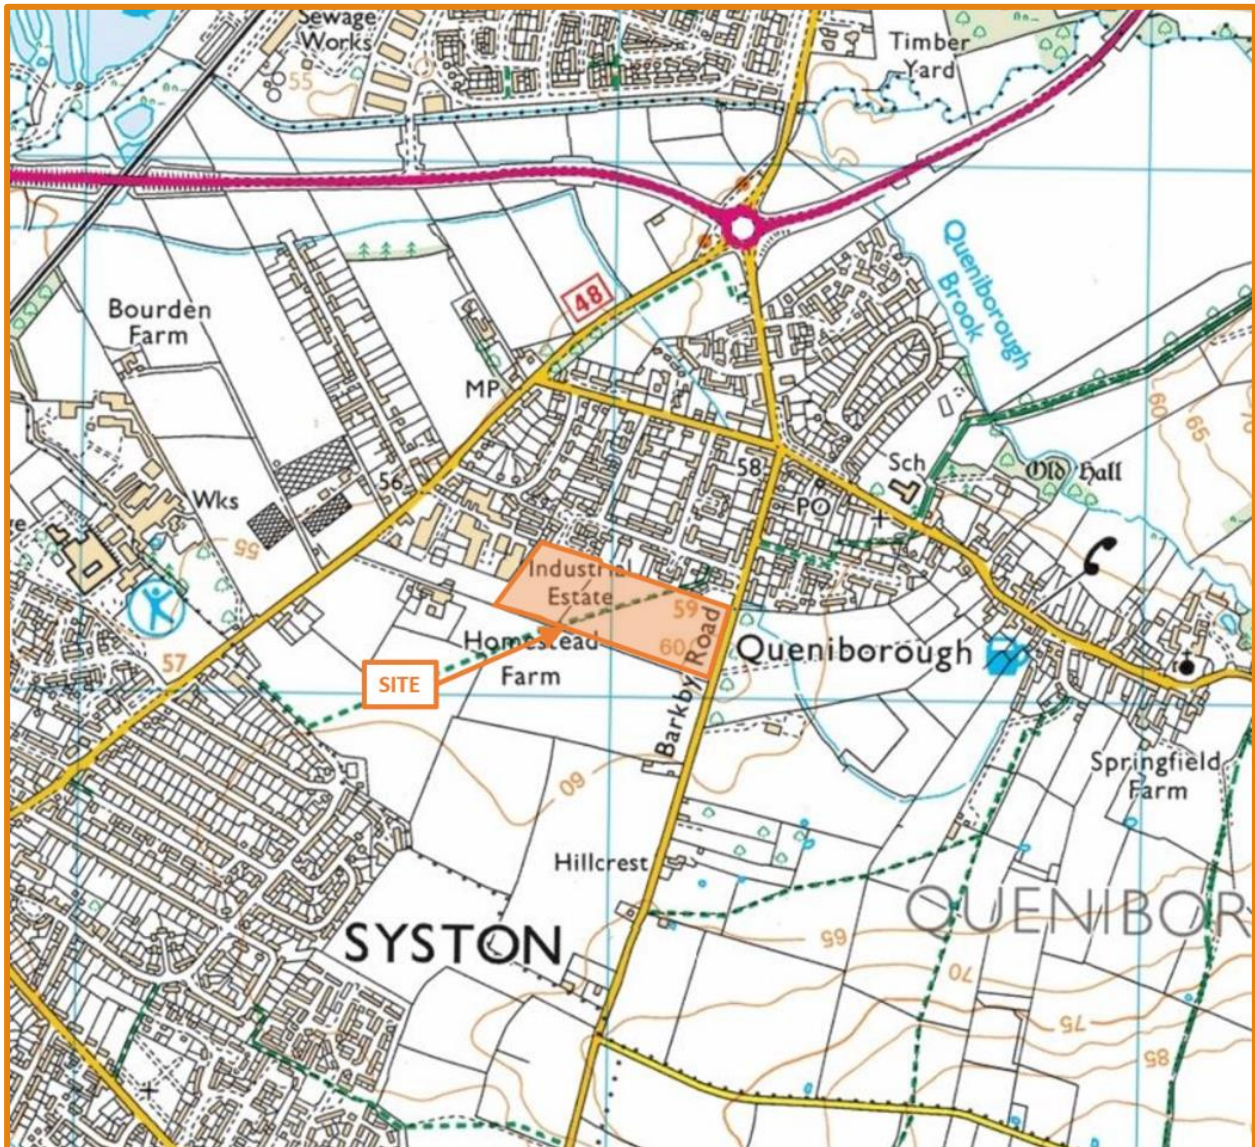 Sewage
Works
55
Timber
Yard
Queniborough
Brook
Bourden
Farm
48
MP
60
65
70
Sch
Old Hall
58
56
PO
Wks
55
Industrial
Estate
59
60
Homestead
Farm
Barkby Road
Queniborough
57
SITE
60
Springfield
Farm
Hillcrest
SYSTON
QUENIBOR
65
70
75
85